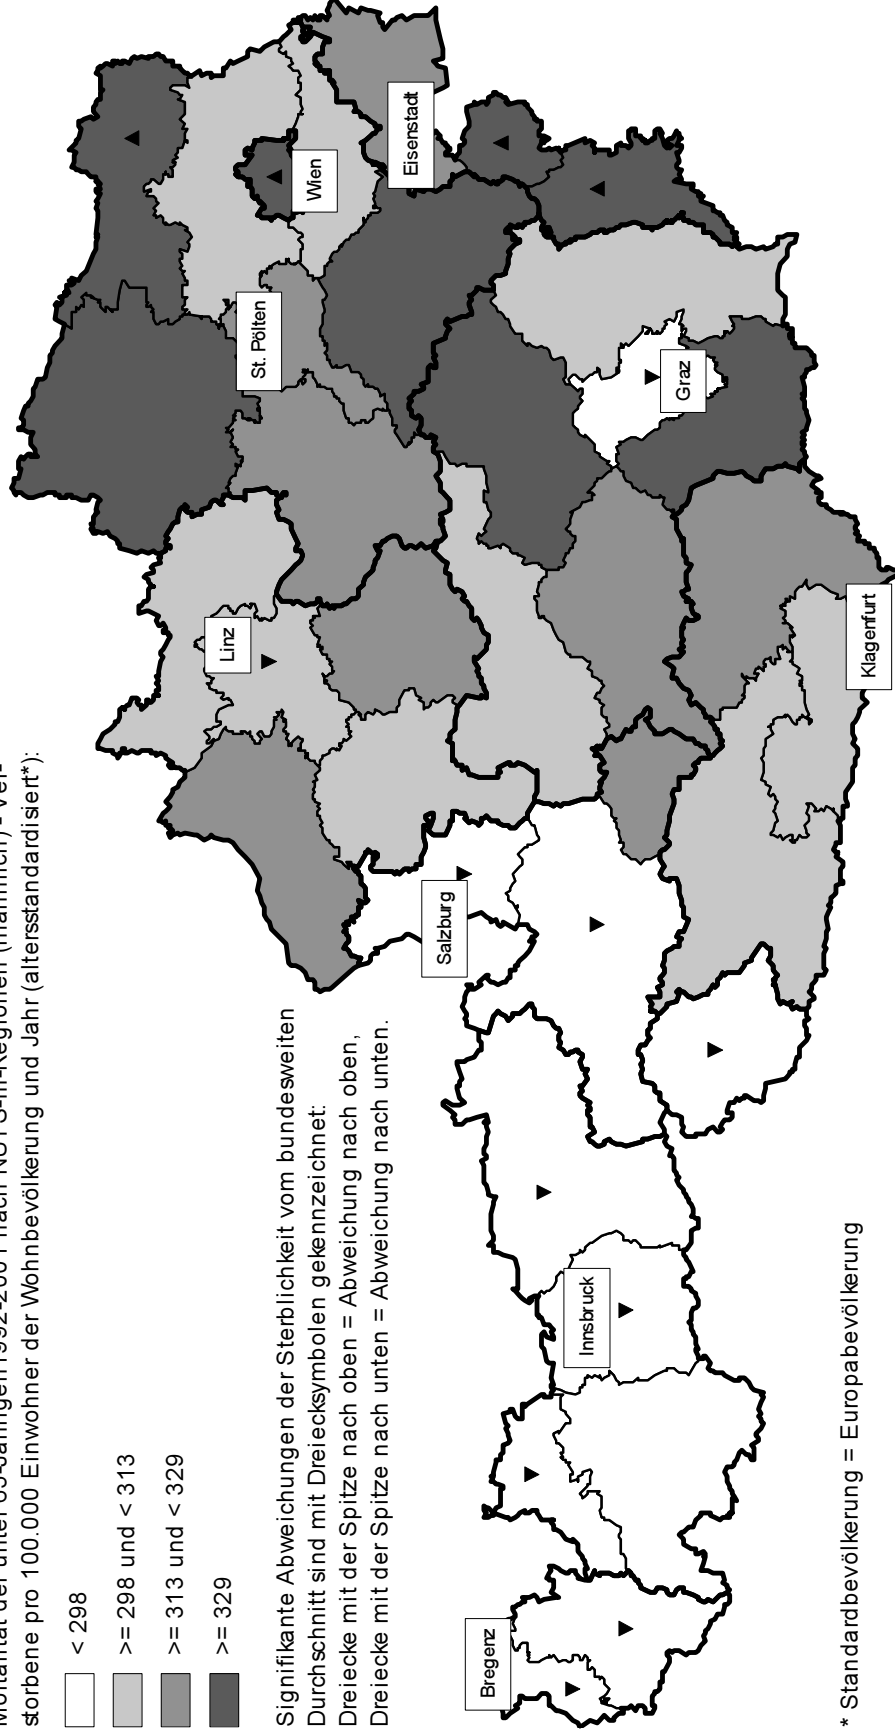 Mortalität der unter 65-Jährigen 1992-2001 nach NUTS-III-Regionen (männlich) - Ver-
storbene pro 100.000 Einwohner der Wohnbevölkerung und Jahr (altersstandardisiert*):
< 298
>= 298 und < 313
>= 313 und < 329
>= 329
Signifikante Abweichungen der Sterblichkeit vom bundesweiten
Durchschnitt sind mit Dreiecksymbolen gekennzeichnet:
Dreiecke mit der Spitze nach oben = Abweichung nach oben,
Dreiecke mit der Spitze nach unten = Abweichung nach unten.
Linz
St. Pölten
Wien
Eisenstadt
Salzburg
Bregenz
Innsbruck
Graz
Klagenfurt
* Standardbevölkerung = Europabevölkerung